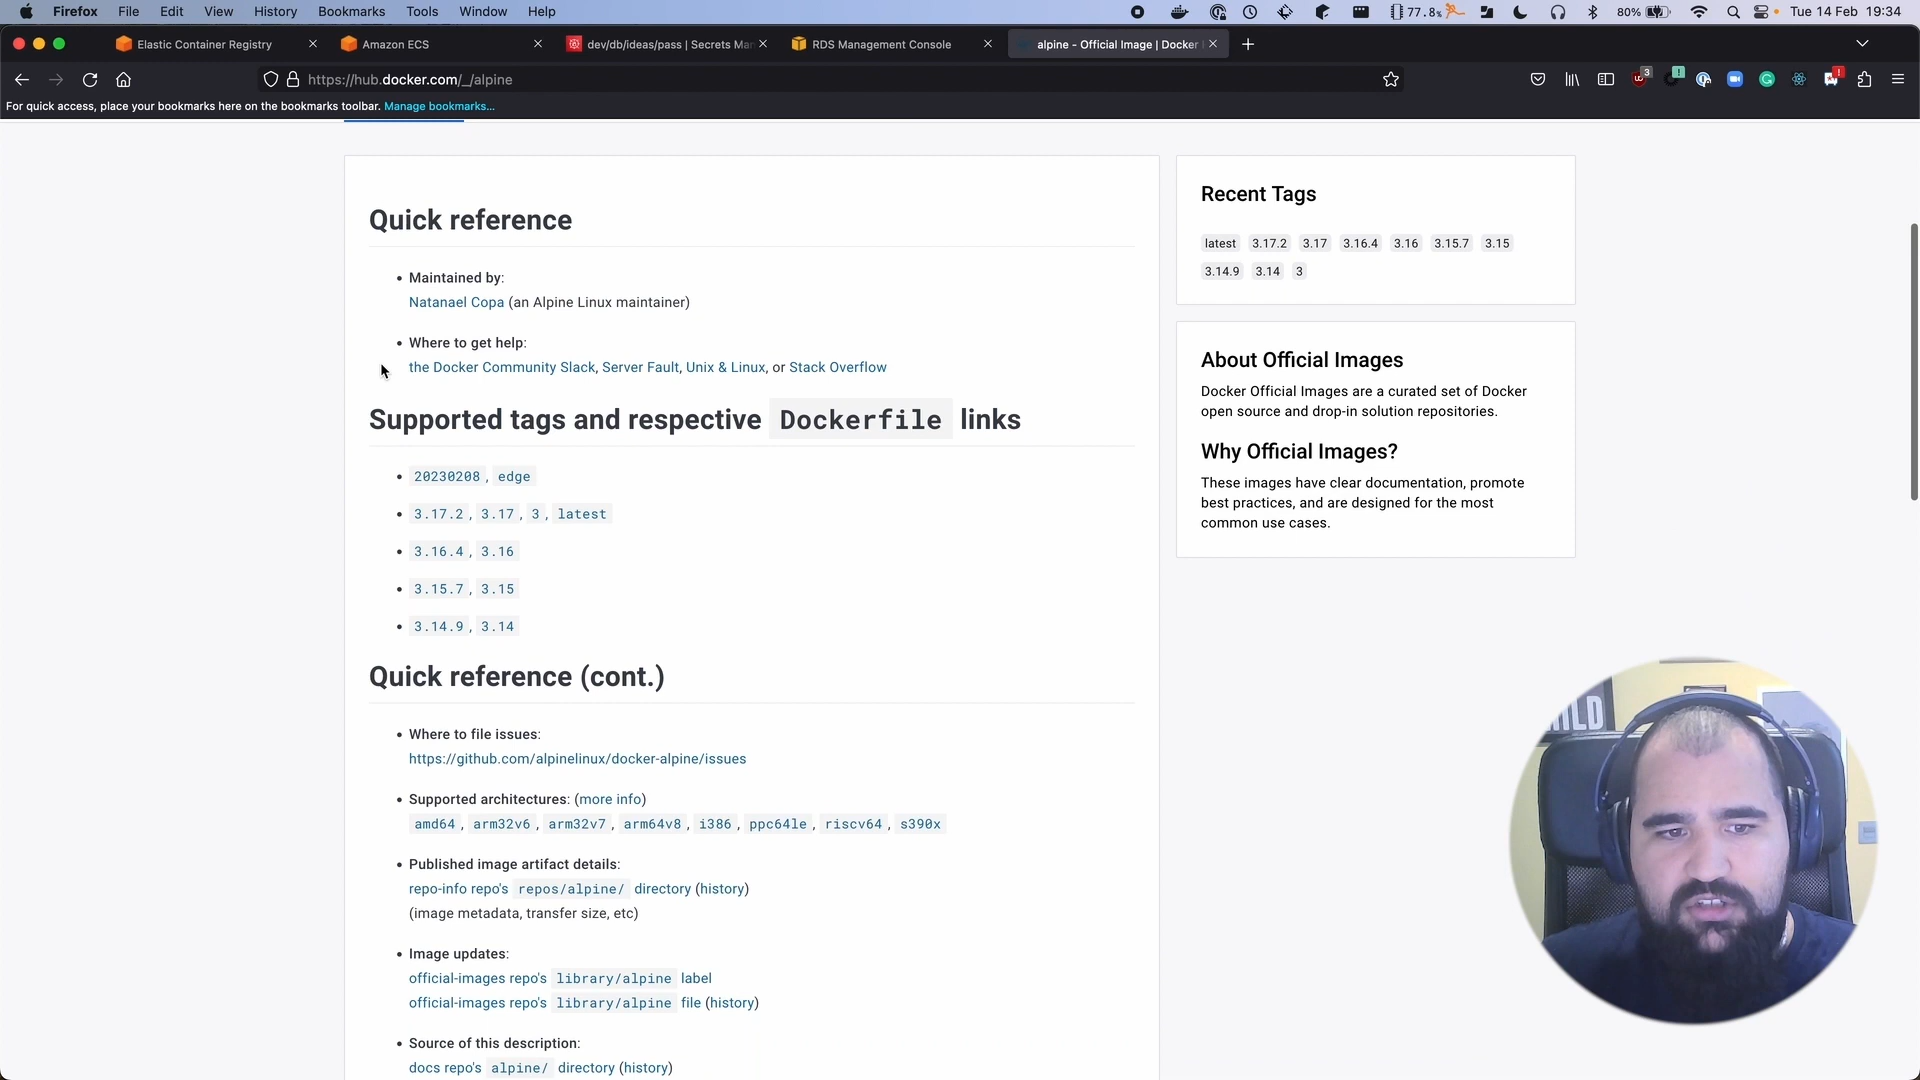 Firefox File Edit View History Bookmarks Tools Window Help 77.8% 80% Tue 14 Feb 19:34
Elastic Container Registry Amazon ECS dev/db/ideas/pass | Secrets Ma RDS Management Console alpine - Official Image | Docker
https://hub.docker.com/_/alpine
For quick access, place your bookmarks here on the bookmarks toolbar. Manage bookmarks...
Quick reference
Maintained by:
Natanael Copa (an Alpine Linux maintainer)
Where to get help:
the Docker Community Slack, Server Fault, Unix & Linux, or Stack Overflow
Supported tags and respective Dockerfile links
20230208, edge
3.17.2, 3.17, 3, latest
3.16.4, 3.16
3.15.7, 3.15
3.14.9, 3.14
Quick reference (cont.)
Where to file issues:
https://github.com/alpinelinux/docker-alpine/issues
Supported architectures: (more info)
amd64, arm32v6, arm32v7, arm64v8, i386, ppc64le, riscv64, s390x
Published image artifact details:
repo-info repo's repos/alpine/ directory (history)
(image metadata, transfer size, etc)
Image updates:
official-images repo's library/alpine label
official-images repo's library/alpine file (history)
Source of this description:
docs repo's alpine/ directory (history)
Recent Tags
latest 3.17.2 3.17 3.16.4 3.16 3.15.7 3.15
3.14.9 3.14 3
About Official Images
Docker Official Images are a curated set of Docker
open source and drop-in solution repositories.
Why Official Images?
These images have clear documentation, promote
best practices, and are designed for the most
common use cases.